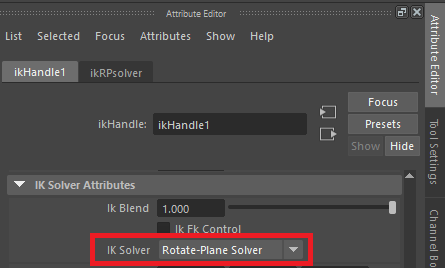 Attribute Editor
List Selected Focus Attributes Show Help
ikHandle1 ikRPsolver
Focus
ikHandle: ikHandle1
Presets
Show Hide
IK Solver Attributes
Ik Blend 1.000
Ik Fk Control
IK Solver Rotate-Plane Solver
Attribute Editor
Tool Settings
Channel Bo